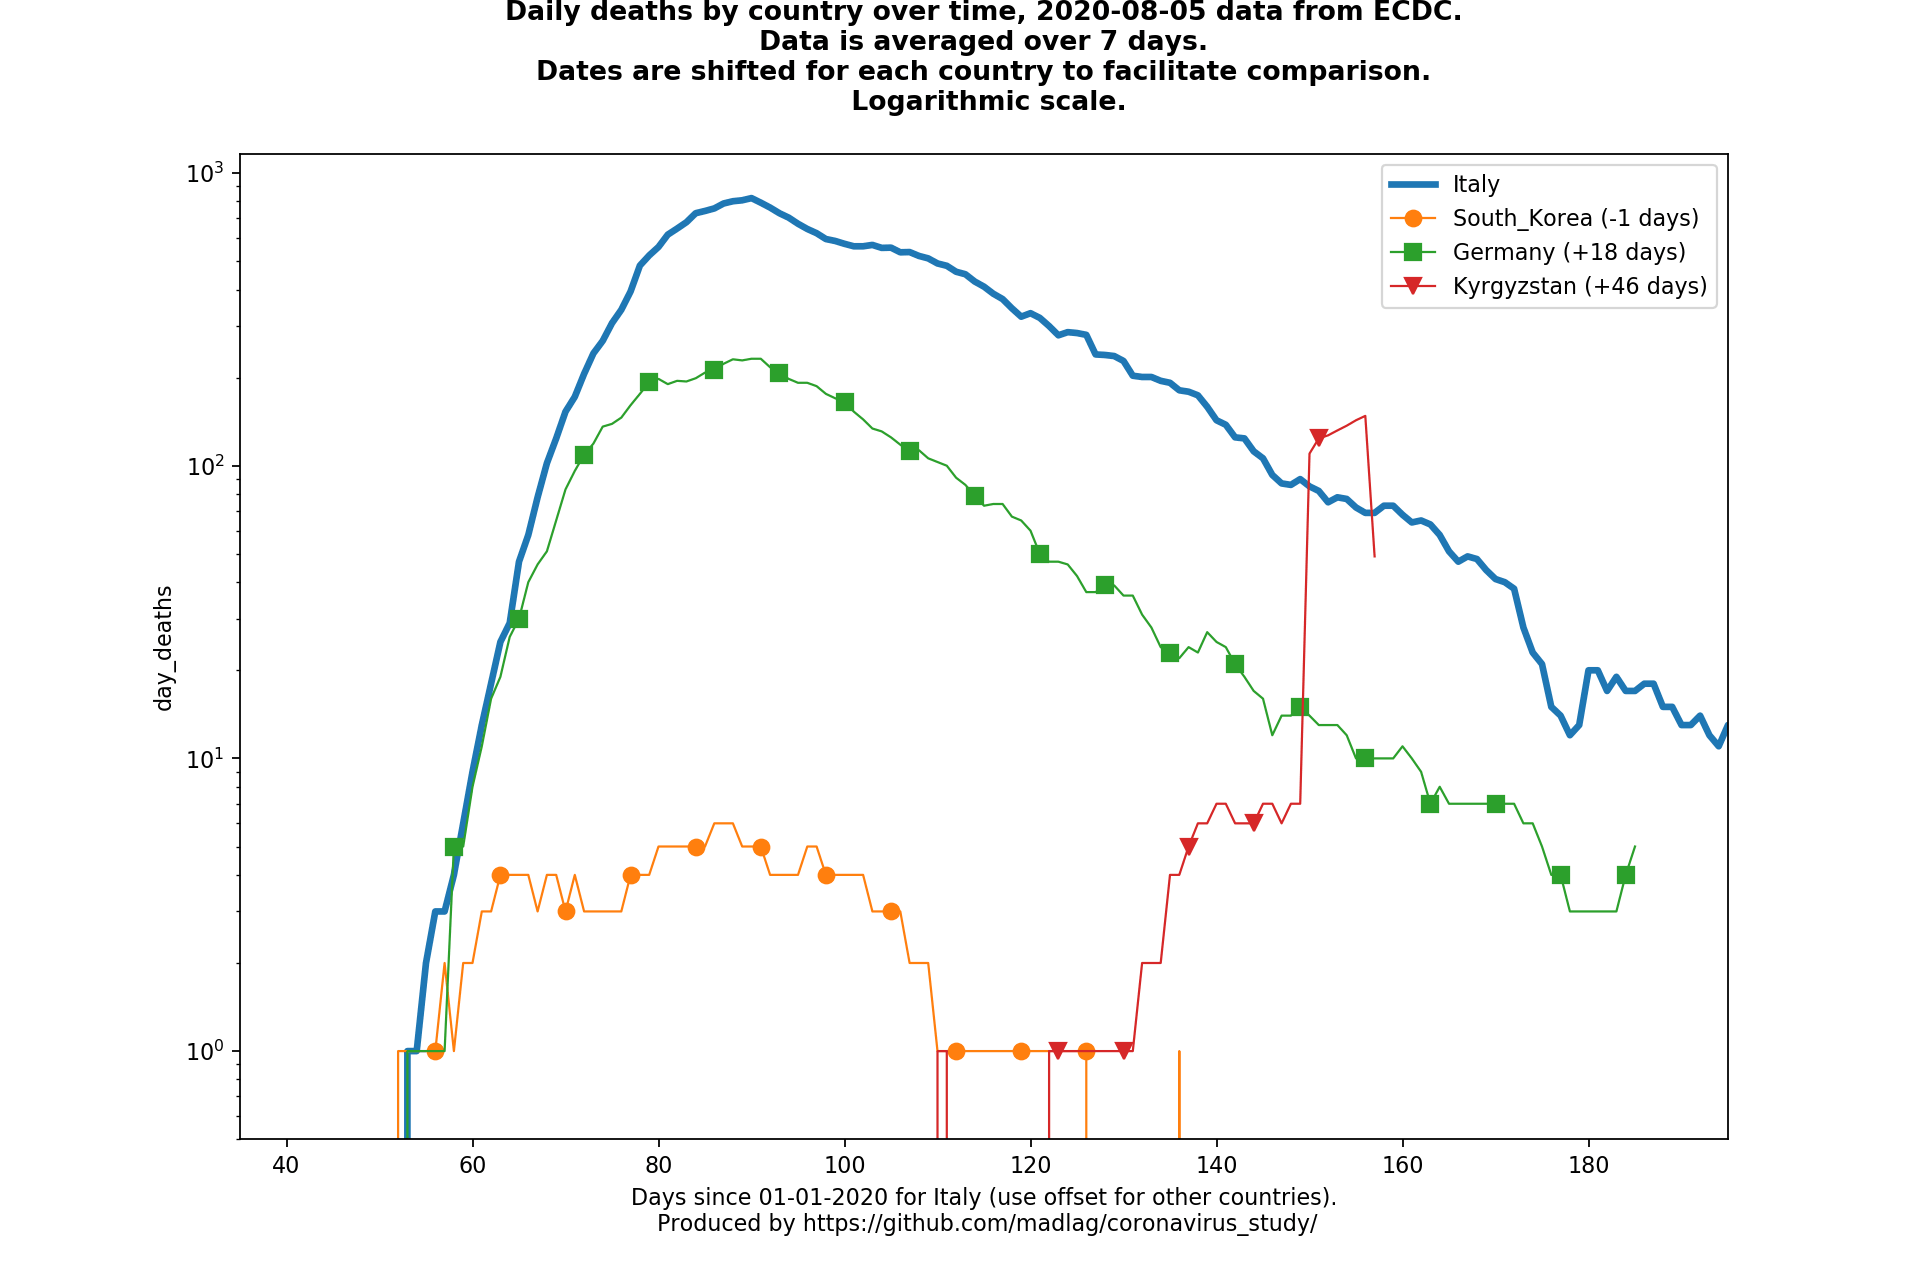 Daily deaths by country over time, 2020-08-05 data from ECDC.
Data is averaged over 7 days.
Dates are shifted for each country to facilitate comparison.
Logarithmic scale.
10³
10²
10¹
10⁰
day_deaths
Italy
South_Korea (-1 days)
Germany (+18 days)
Kyrgyzstan (+46 days)
40 60 80 100 120 140 160 180
Days since 01-01-2020 for Italy (use offset for other countries).
Produced by https://github.com/madlag/coronavirus_study/